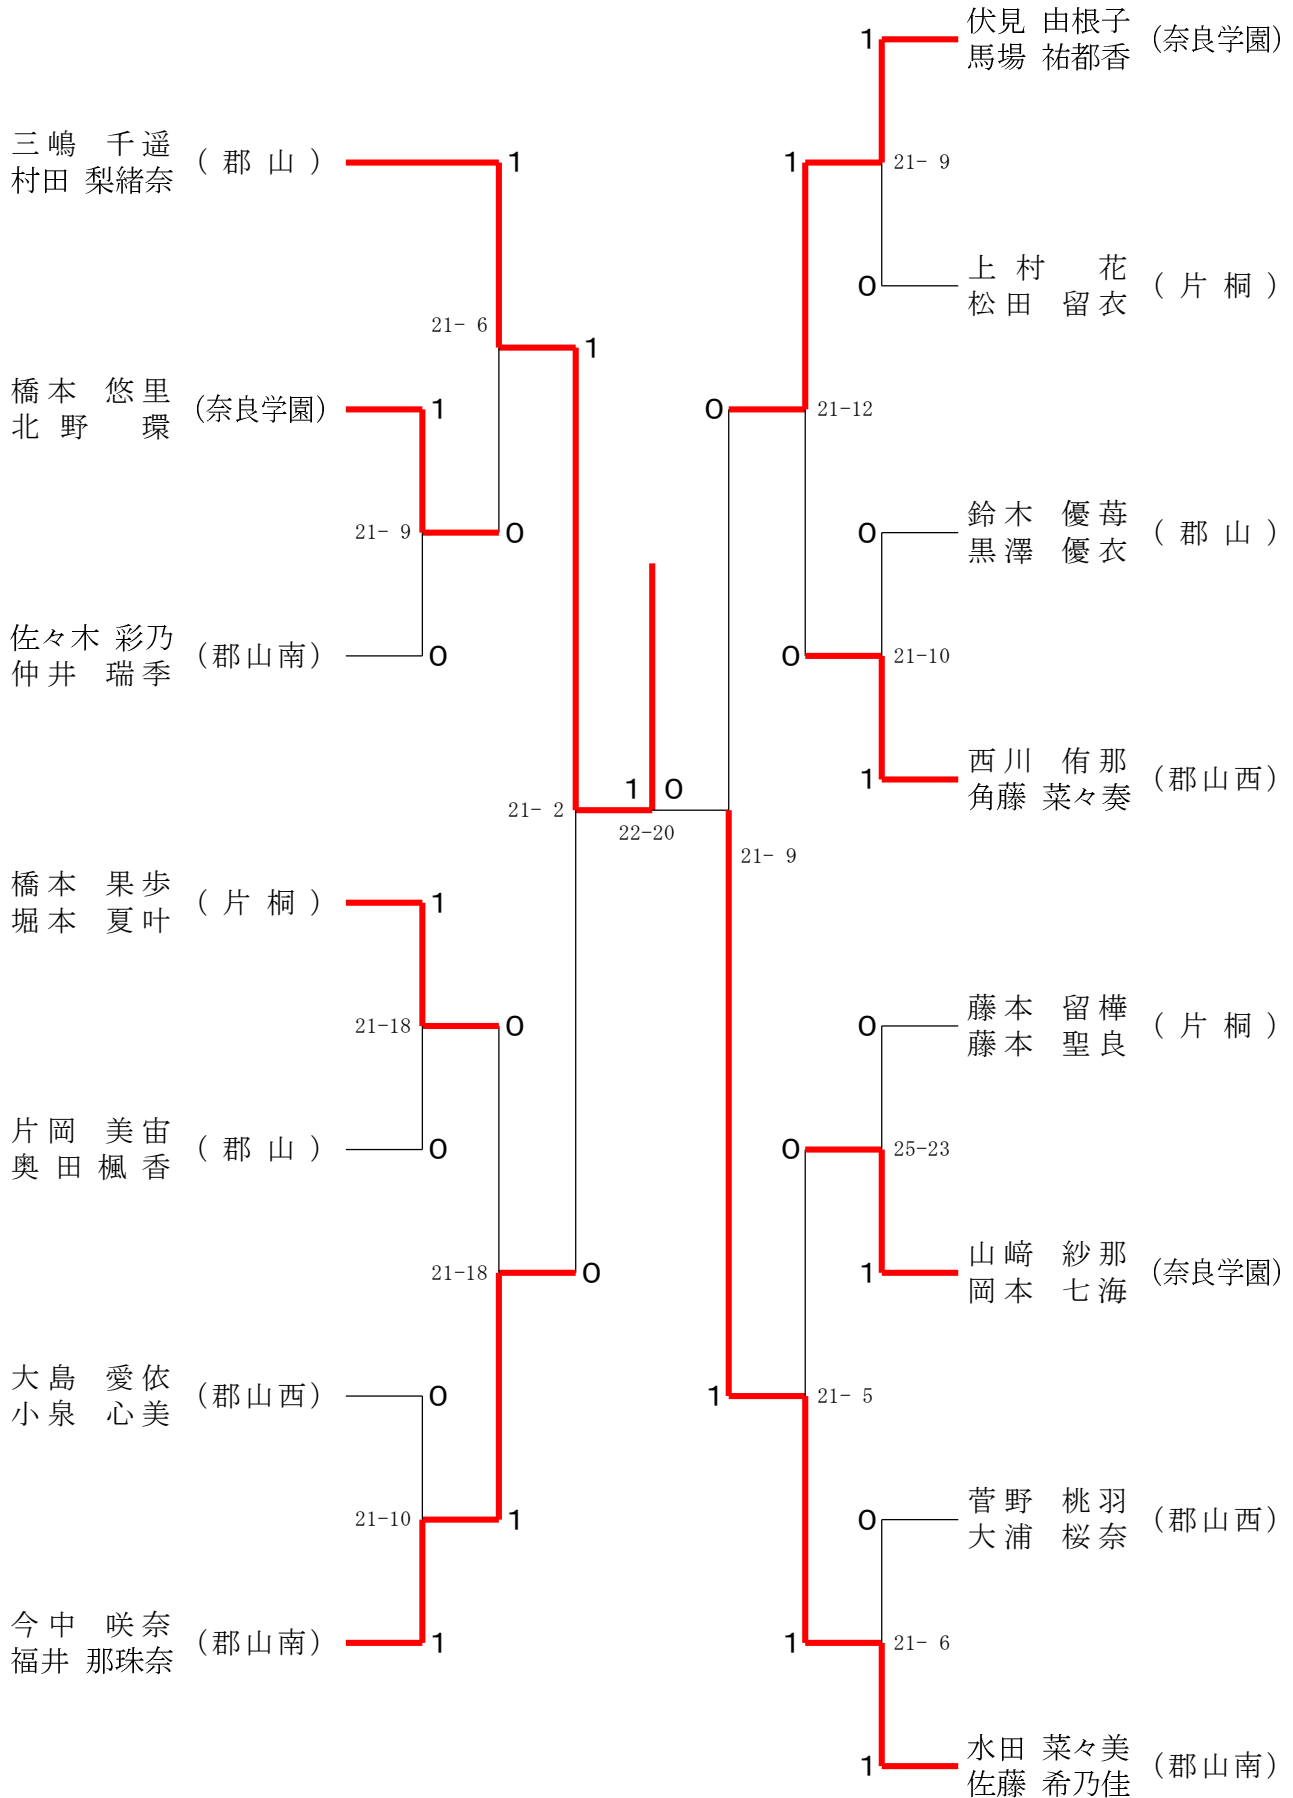 三嶋 千遥
村田 梨緒奈
(郡山)
1
21- 6
1
橋本 悠里
北野 環
(奈良学園)
1
21- 9
0
佐々木 彩乃
仲井 瑞季
(郡山南)
0
21- 2
橋本 果歩
堀本 夏叶
(片桐)
1
21-18
0
片岡 美宙
奥田楓香
(郡山)
0
21-18
0
大島 愛依
小泉 心美
(郡山西)
0
21-10
1
今中 咲奈
福井 那珠奈
(郡山南)
1
1 0
22-20
伏見 由根子
馬場 祐都香
(奈良学園)
1
1
21- 9
上村 花
松田 留衣
(片桐)
0
0
21-12
鈴木 優苺
黒澤 優衣
(郡山)
0
0
21-10
西川 侑那
角藤 菜々奏
(郡山西)
1
21- 9
藤本 留樺
藤本 聖良
(片桐)
0
0
25-23
山﨑 紗那
岡本 七海
(奈良学園)
1
1
21- 5
菅野 桃羽
大浦 桜奈
(郡山西)
0
1
21- 6
水田 菜々美
佐藤 希乃佳
(郡山南)
1